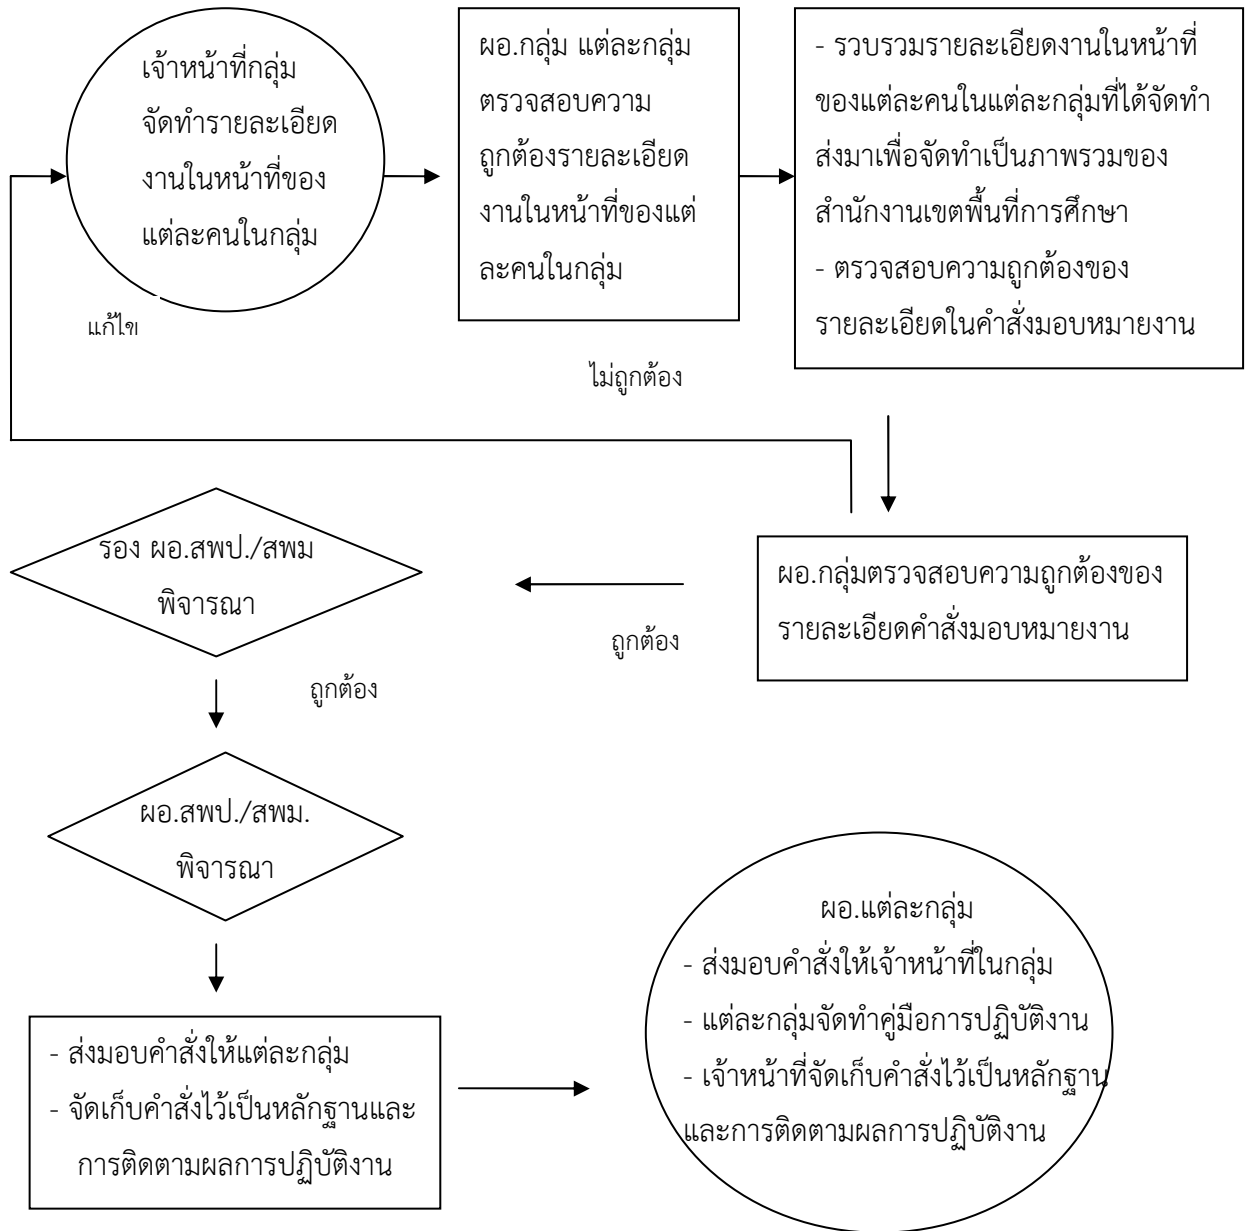 เจ้าหน้าที่กลุ่ม
จัดทำรายละเอียด
งานในหน้าที่ของ
แต่ละคนในกลุ่ม
ผอ.กลุ่ม แต่ละกลุ่ม
ตรวจสอบความ
ถูกต้องรายละเอียด
งานในหน้าที่ของแต่
ละคนในกลุ่ม
- รวบรวมรายละเอียดงานในหน้าที่
ของแต่ละคนในแต่ละกลุ่มที่ได้จัดทำ
ส่งมาเพื่อจัดทำเป็นภาพรวมของ
สำนักงานเขตพื้นที่การศึกษา
- ตรวจสอบความถูกต้องของ
รายละเอียดในคำสั่งมอบหมายงาน
แก้ไข
ไม่ถูกต้อง
รอง ผอ.สพป./สพม
พิจารณา
ถูกต้อง
ผอ.กลุ่มตรวจสอบความถูกต้องของ
รายละเอียดคำสั่งมอบหมายงาน
ถูกต้อง
ผอ.สพป./สพม.
พิจารณา
- ส่งมอบคำสั่งให้แต่ละกลุ่ม
- จัดเก็บคำสั่งไว้เป็นหลักฐานและ
การติดตามผลการปฏิบัติงาน
ผอ.แต่ละกลุ่ม
- ส่งมอบคำสั่งให้เจ้าหน้าที่ในกลุ่ม
- แต่ละกลุ่มจัดทำคู่มือการปฏิบัติงาน
- เจ้าหน้าที่จัดเก็บคำสั่งไว้เป็นหลักฐาน
และการติดตามผลการปฏิบัติงาน